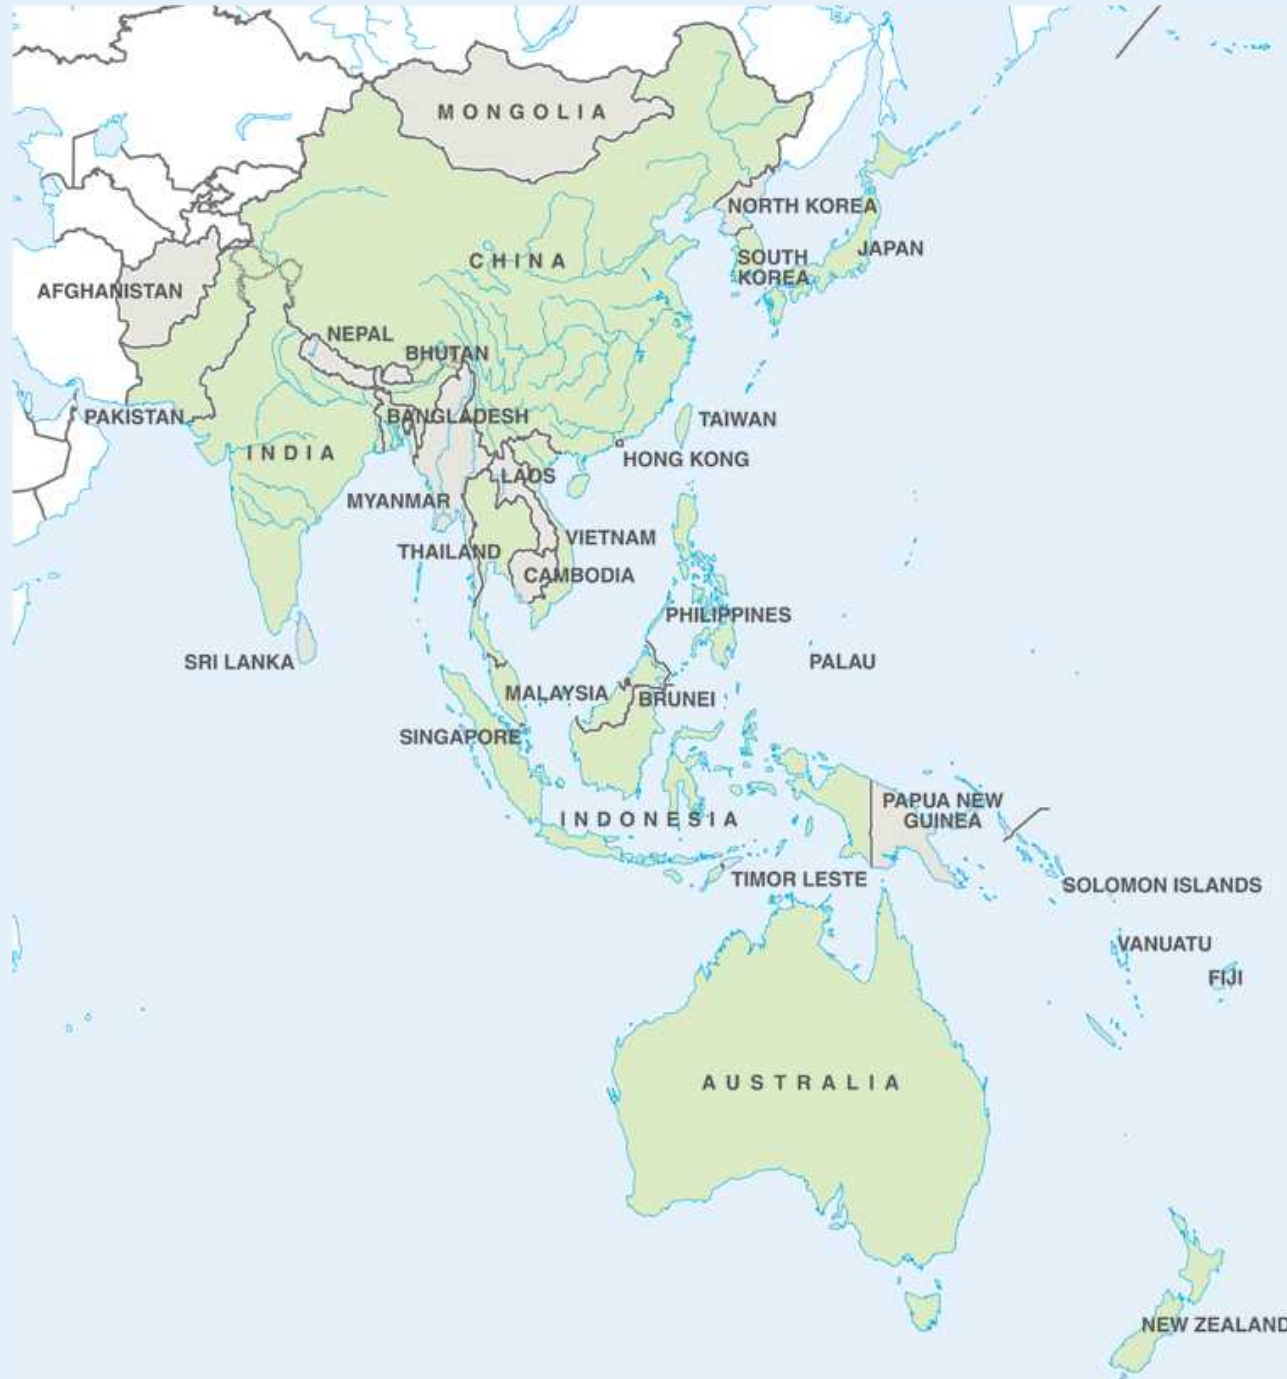 MONGOLIA
NORTH KOREA
JAPAN
SOUTH
KOREA
CHINA
AFGHANISTAN
NEPAL
BHUTAN
PAKISTAN
BANGLADESH
TAIWAN
INDIA
HONG KONG
LAOS
MYANMAR
VIETNAM
THAILAND
CAMBODIA
PHILIPPINES
SRI LANKA
PALAU
MALAYSIA
BRUNEI
SINGAPORE
PAPUA NEW
GUINEA
INDONESIA
TIMOR LESTE
SOLOMON ISLANDS
VANUATU
FIJI
AUSTRALIA
NEW ZEALAND